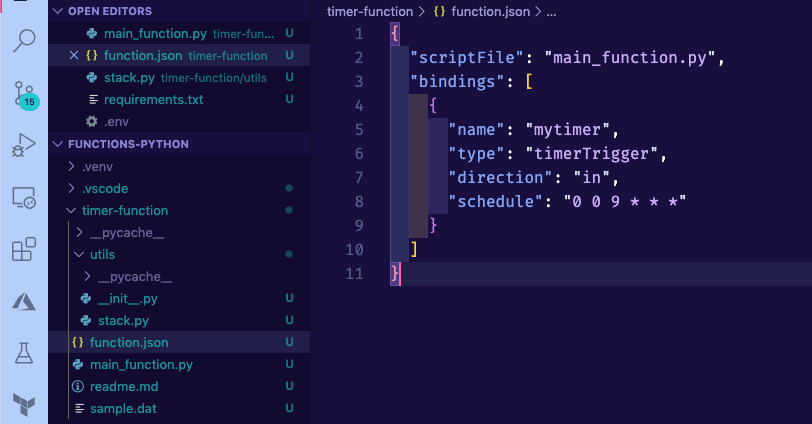 OPEN EDITORS
main_function.py timer-fun... U
function.json timer-function U
stack.py timer-function/utils U
requirements.txt U
.env
15
FUNCTIONS-PYTHON
.venv
.vscode
timer-function
__pycache__
utils
__pycache__
__init__.py U
stack.py U
function.json U
main_function.py U
readme.md U
sample.dat U
timer-function > {} function.json > ...
1 {
2 "scriptFile": "main_function.py",
3 "bindings": [
4 {
5 "name": "mytimer",
6 "type": "timerTrigger",
7 "direction": "in",
8 "schedule": "0 0 9 * * *"
9 }
10 ]
11 }